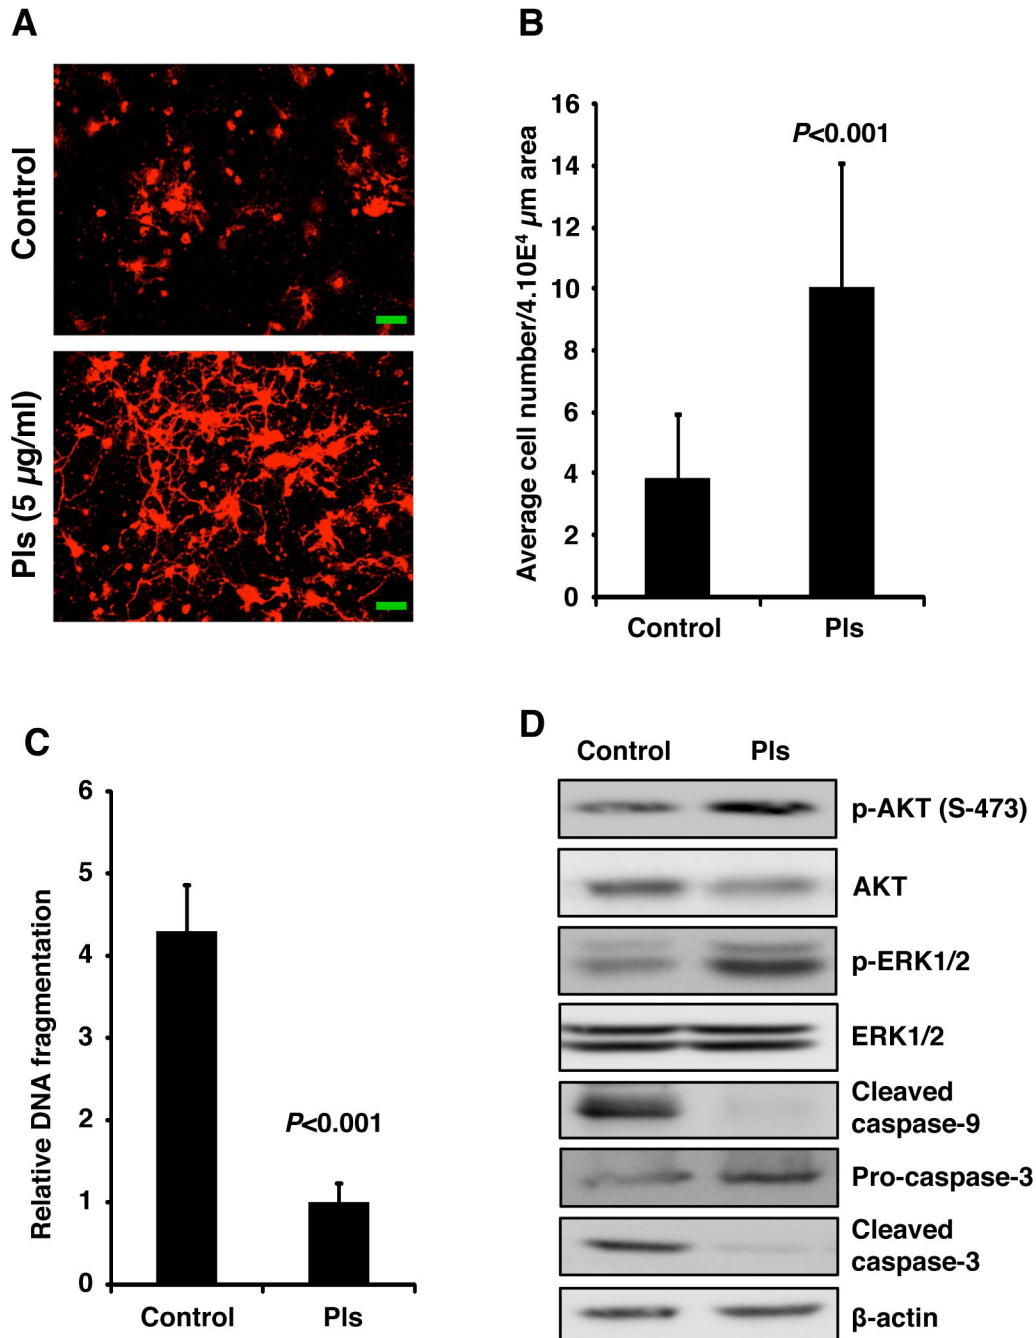 A
Control
Pls (5 µg/ml)
B
Average cell number/4.10E⁴ µm area
16
14
12
10
8
6
4
2
0
P<0.001
Control
Pls
C
Relative DNA fragmentation
6
5
4
3
2
1
0
P<0.001
Control
Pls
D
Control
Pls
p-AKT (S-473)
AKT
p-ERK1/2
ERK1/2
Cleaved
caspase-9
Pro-caspase-3
Cleaved
caspase-3
β-actin